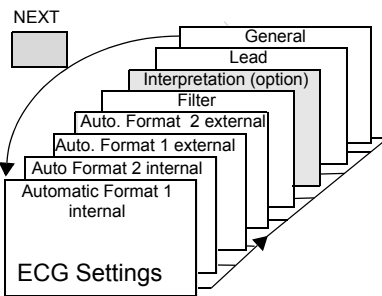 NEXT
General
Lead
Interpretation (option)
Filter
Auto. Format 2 external
Auto. Format 1 external
Auto Format 2 internal
Automatic Format 1
internal
ECG Settings